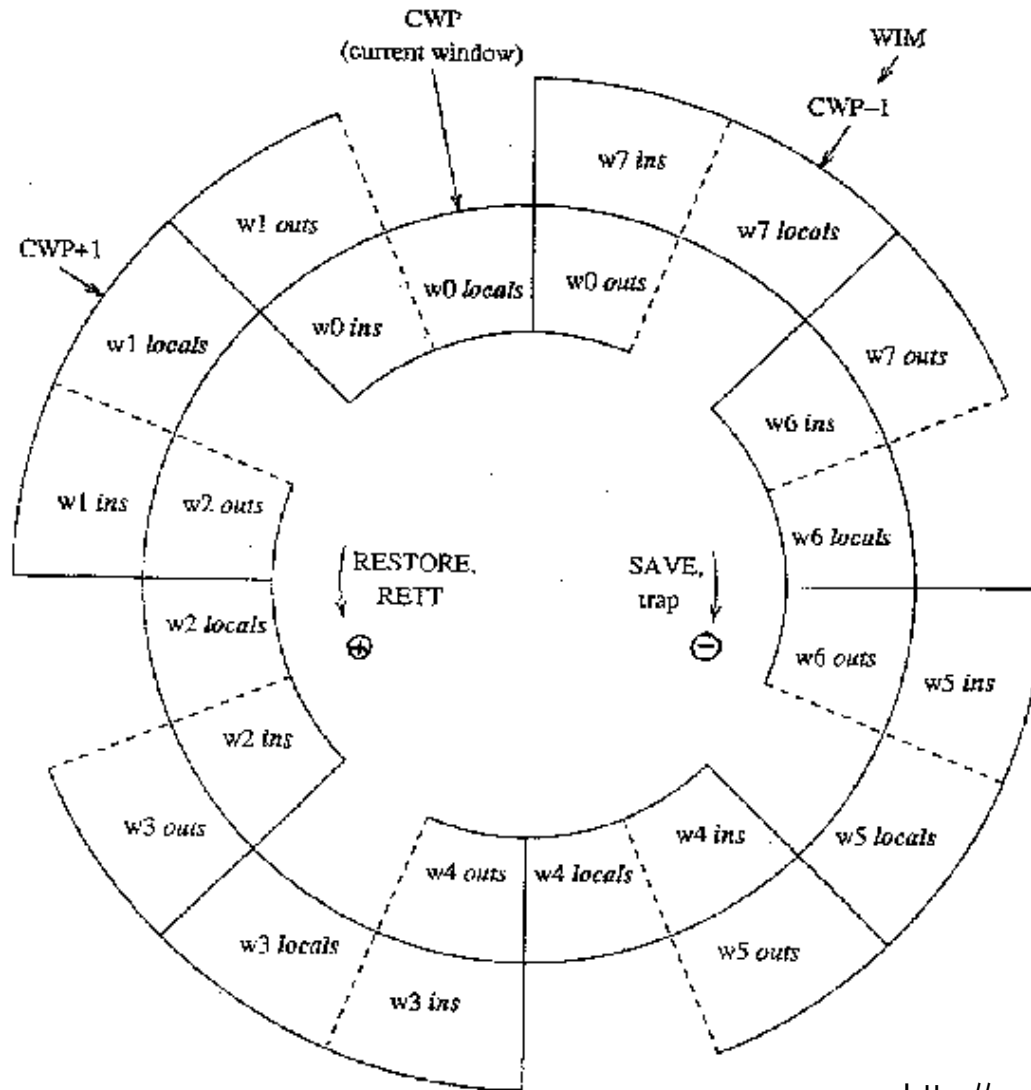 CWP
(current window)
WIM
CWP−1
w7 ins
w1 outs
w7 locals
CWP+1
w0 locals
w0 outs
w0 ins
w1 locals
w7 outs
w6 ins
w1 ins
w2 outs
w6 locals
RESTORE,
RETT
SAVE,
trap
w2 locals
+
−
w6 outs
w5 ins
w2 ins
w3 outs
w4 ins
w5 locals
w4 outs
w4 locals
w3 locals
w5 outs
w3 ins